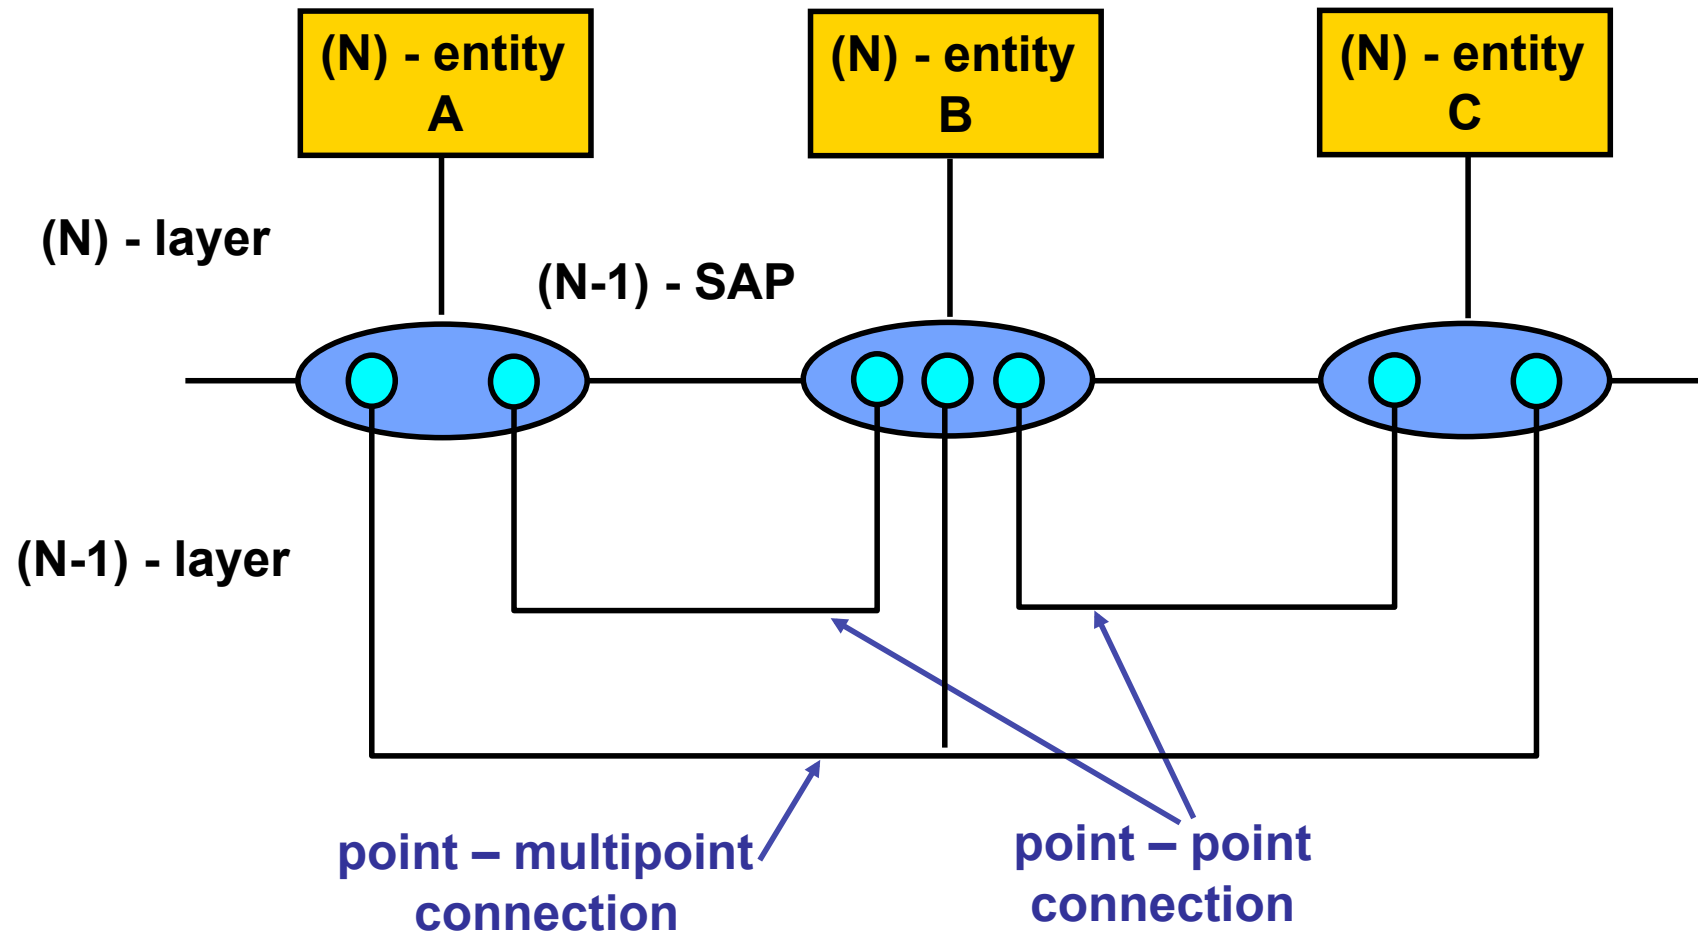 (N) - entity
A
(N) - entity
B
(N) - entity
C
(N) - layer
(N-1) - SAP
(N-1) - layer
point – multipoint
connection
point – point
connection